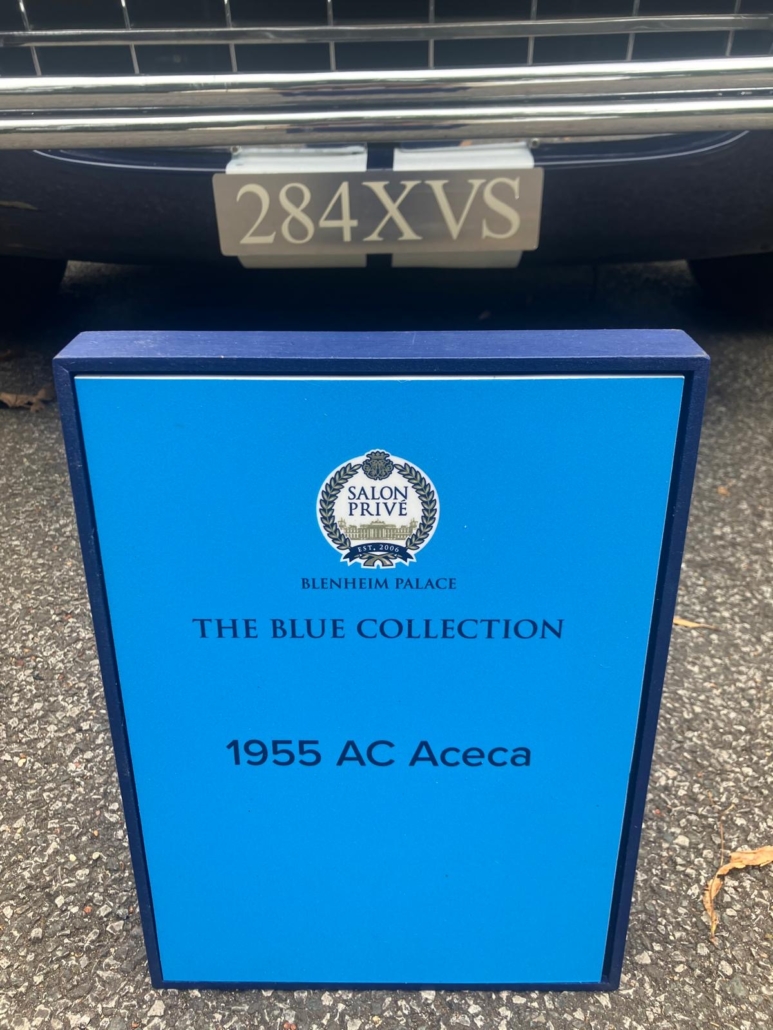 284XVS
SALON
PRIVÉ
EST. 2006
BLENHEIM PALACE
THE BLUE COLLECTION
1955 AC Aceca